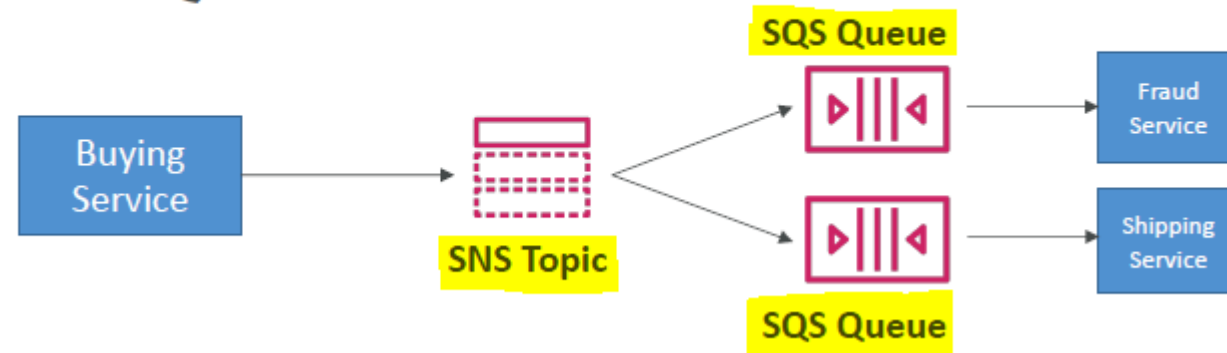 SQS Queue
Fraud
Service
Buying
Service
SNS Topic
Shipping
Service
SQS Queue